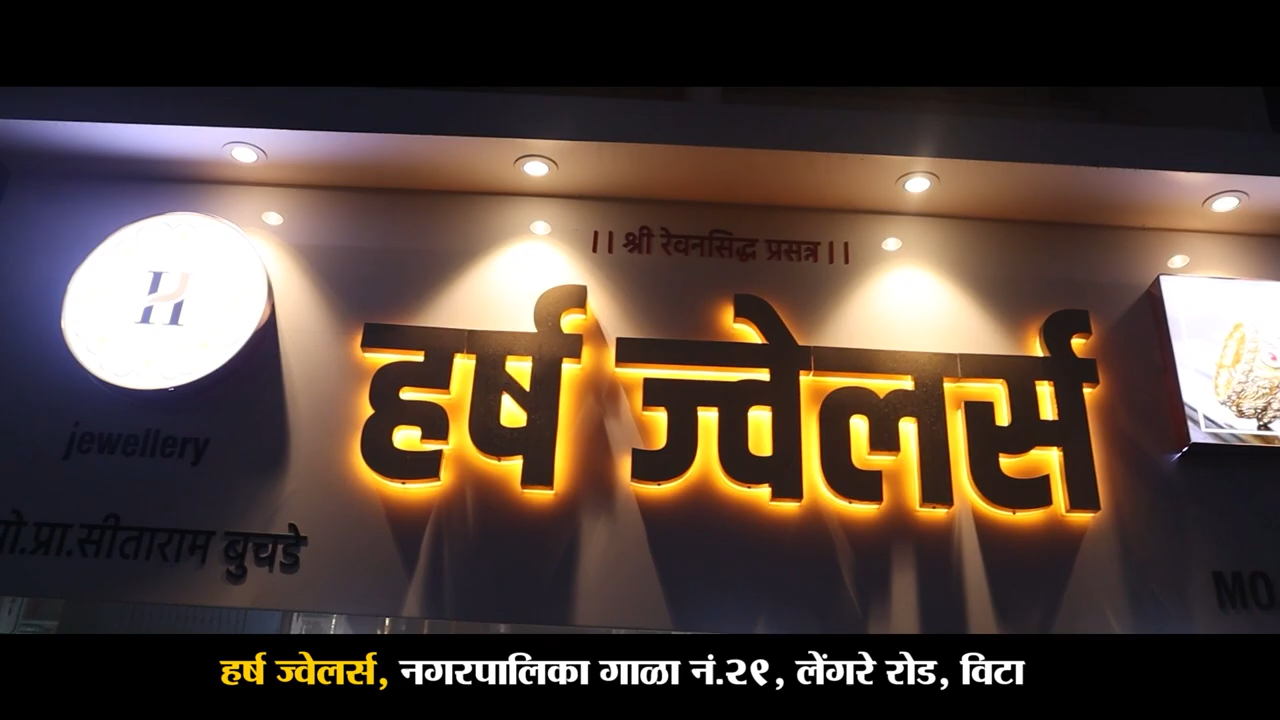 || श्री रेवनसिद्ध प्रसन्न ||
H
हर्ष ज्वेलर्स
jewellery
प्रो.प्रा.सीताराम बुचडे
हर्ष ज्वेलर्स, नगरपालिका गाळा नं.२९, लेंगरे रोड, विटा